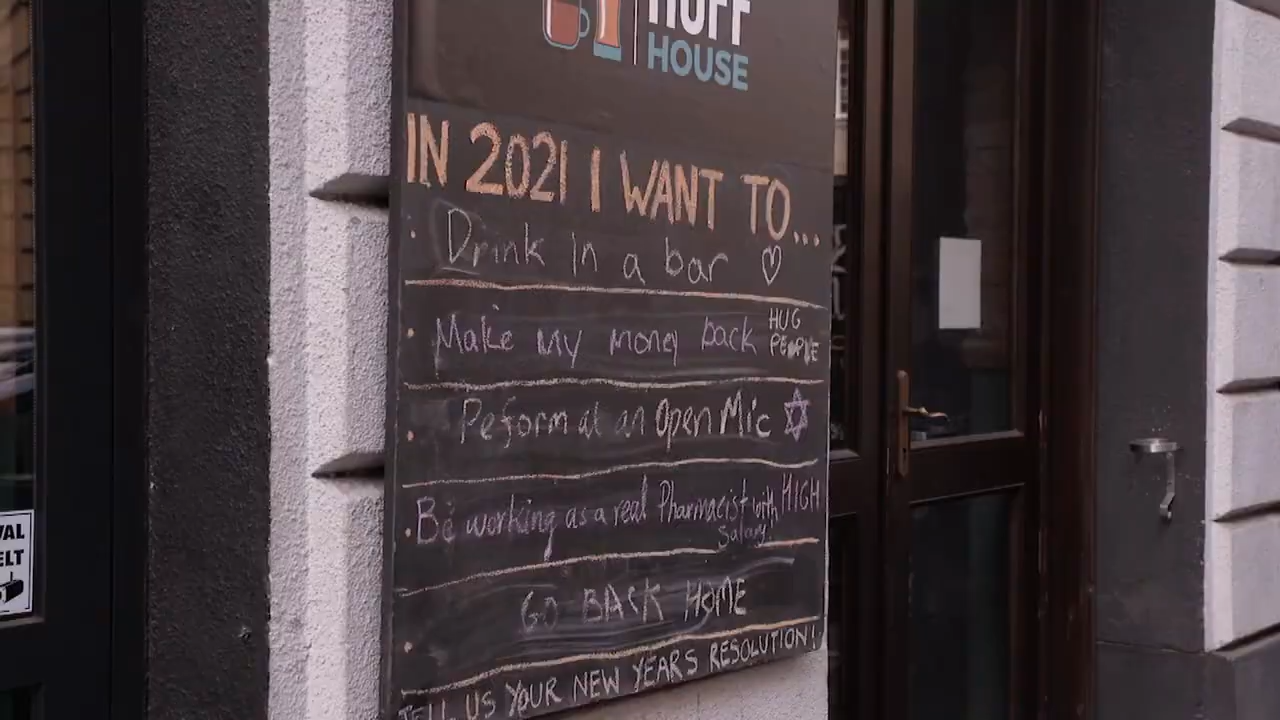 HUFF
HOUSE
IN 2021 I WANT TO...
Drink in a bar
Make my money back
HUG
PEOPLE
Peform at an Open Mic
Be working as a real Pharmacist with HIGH
Salary!
GO BACK HOME
TELL US YOUR NEW YEARS RESOLUTION!
VAL
ELT